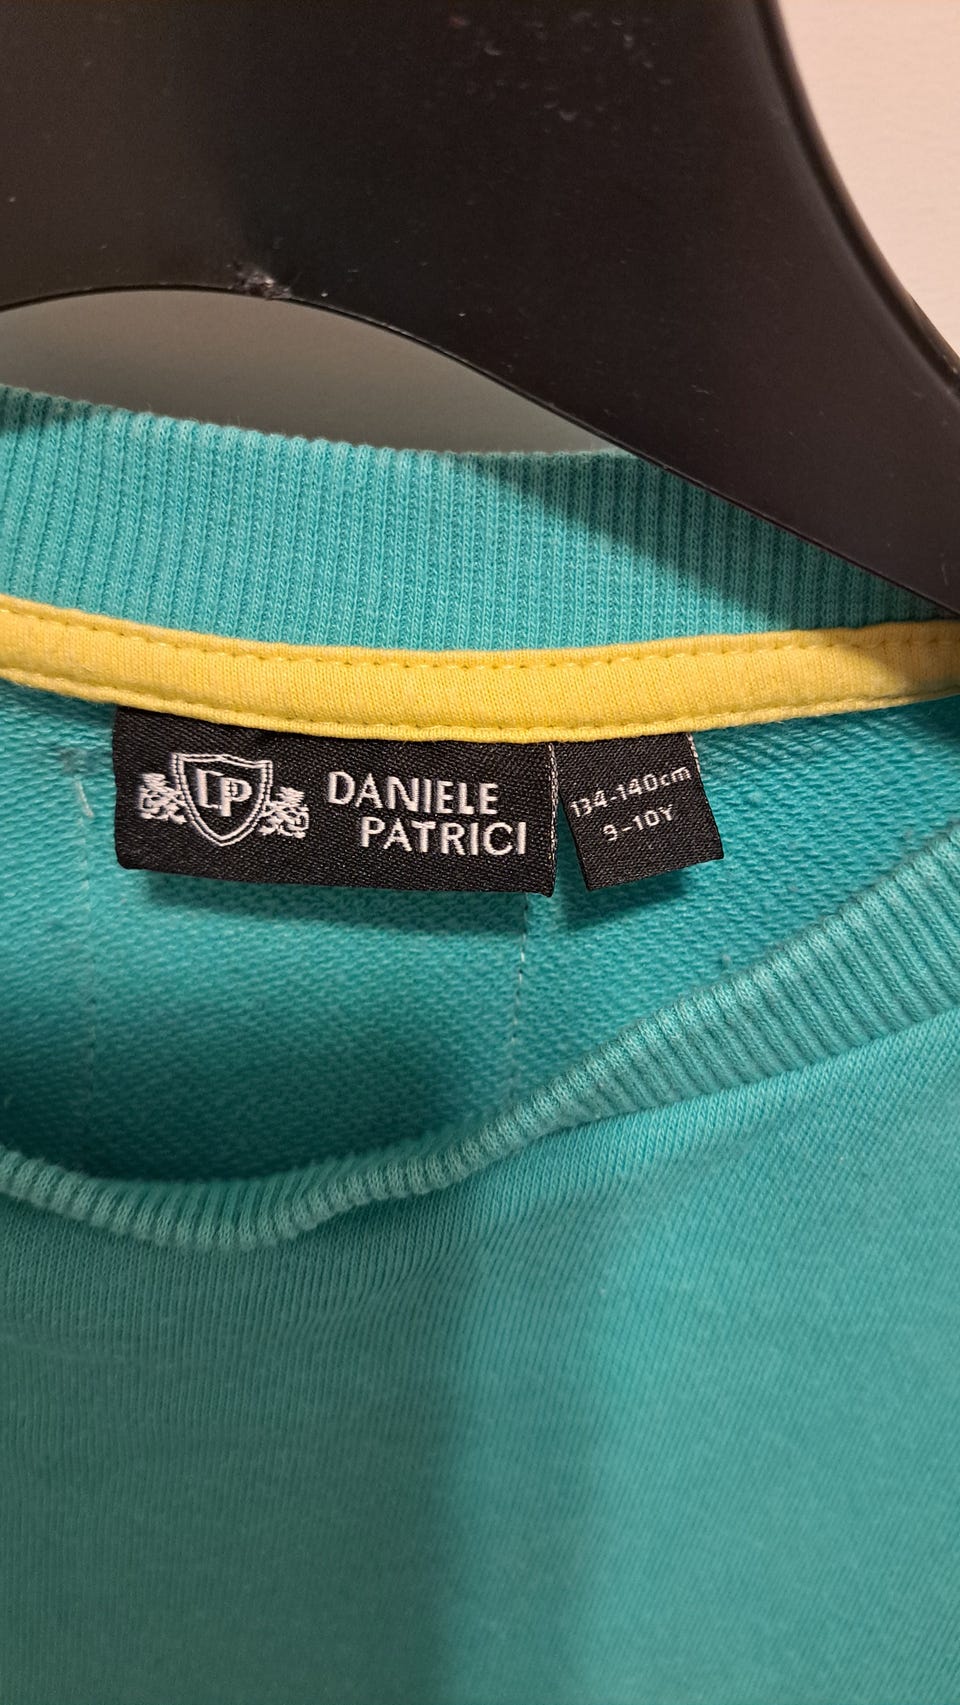 DP
DANIELE
PATRICI
134-140cm
9-10Y